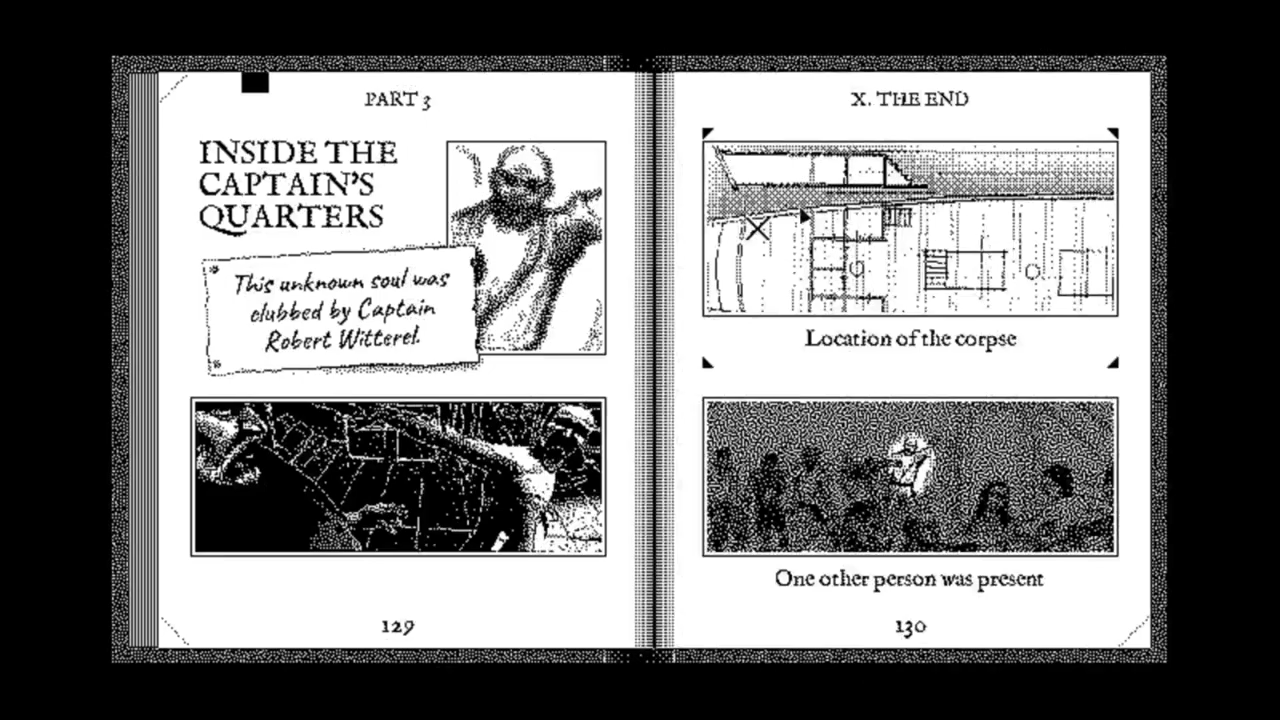 PART 3
INSIDE THE
CAPTAIN'S
QUARTERS
This unknown soul was
clubbed by Captain
Robert Witterel.
129
X. THE END
Location of the corpse
One other person was present
130